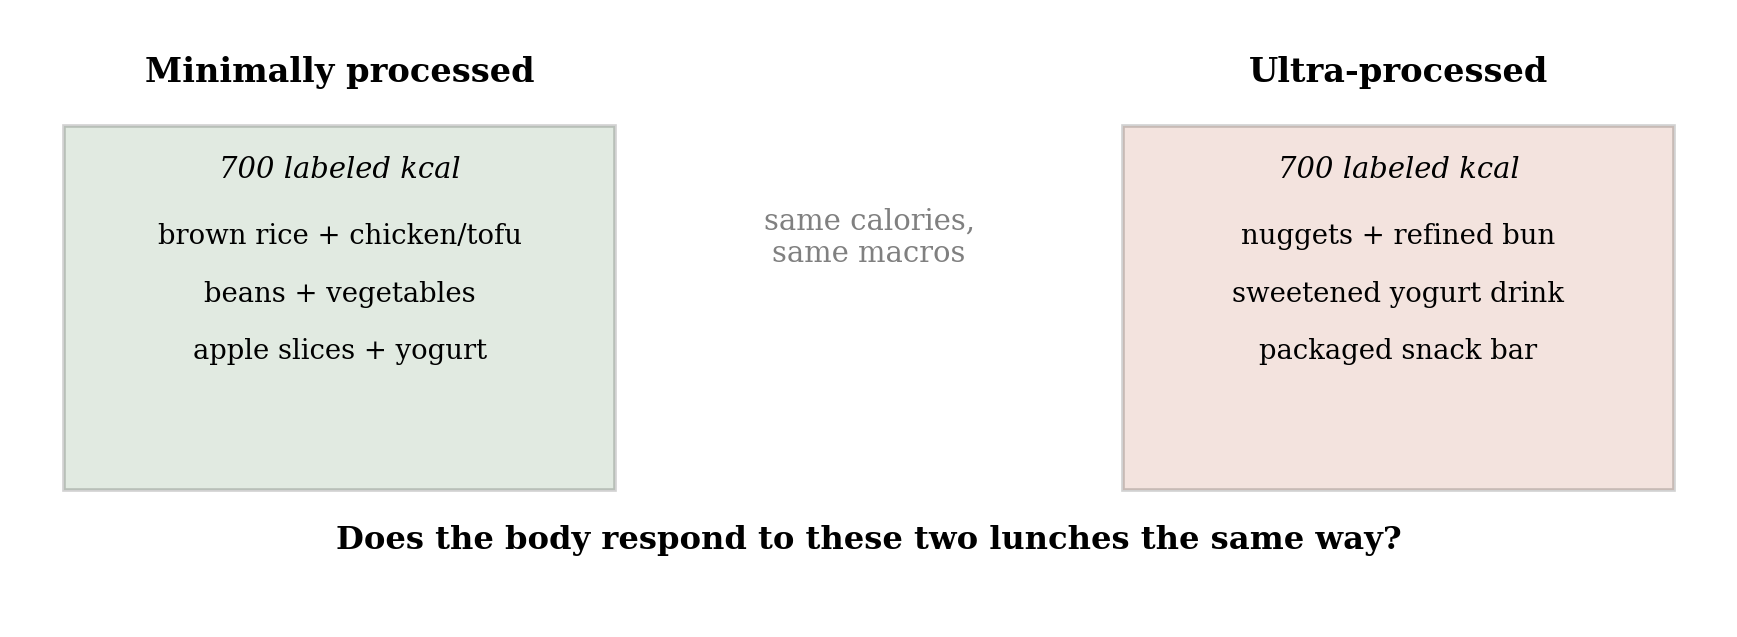 Minimally processed
700 labeled kcal
brown rice + chicken/tofu
beans + vegetables
apple slices + yogurt
same calories,
same macros
Ultra-processed
700 labeled kcal
nuggets + refined bun
sweetened yogurt drink
packaged snack bar
Does the body respond to these two lunches the same way?